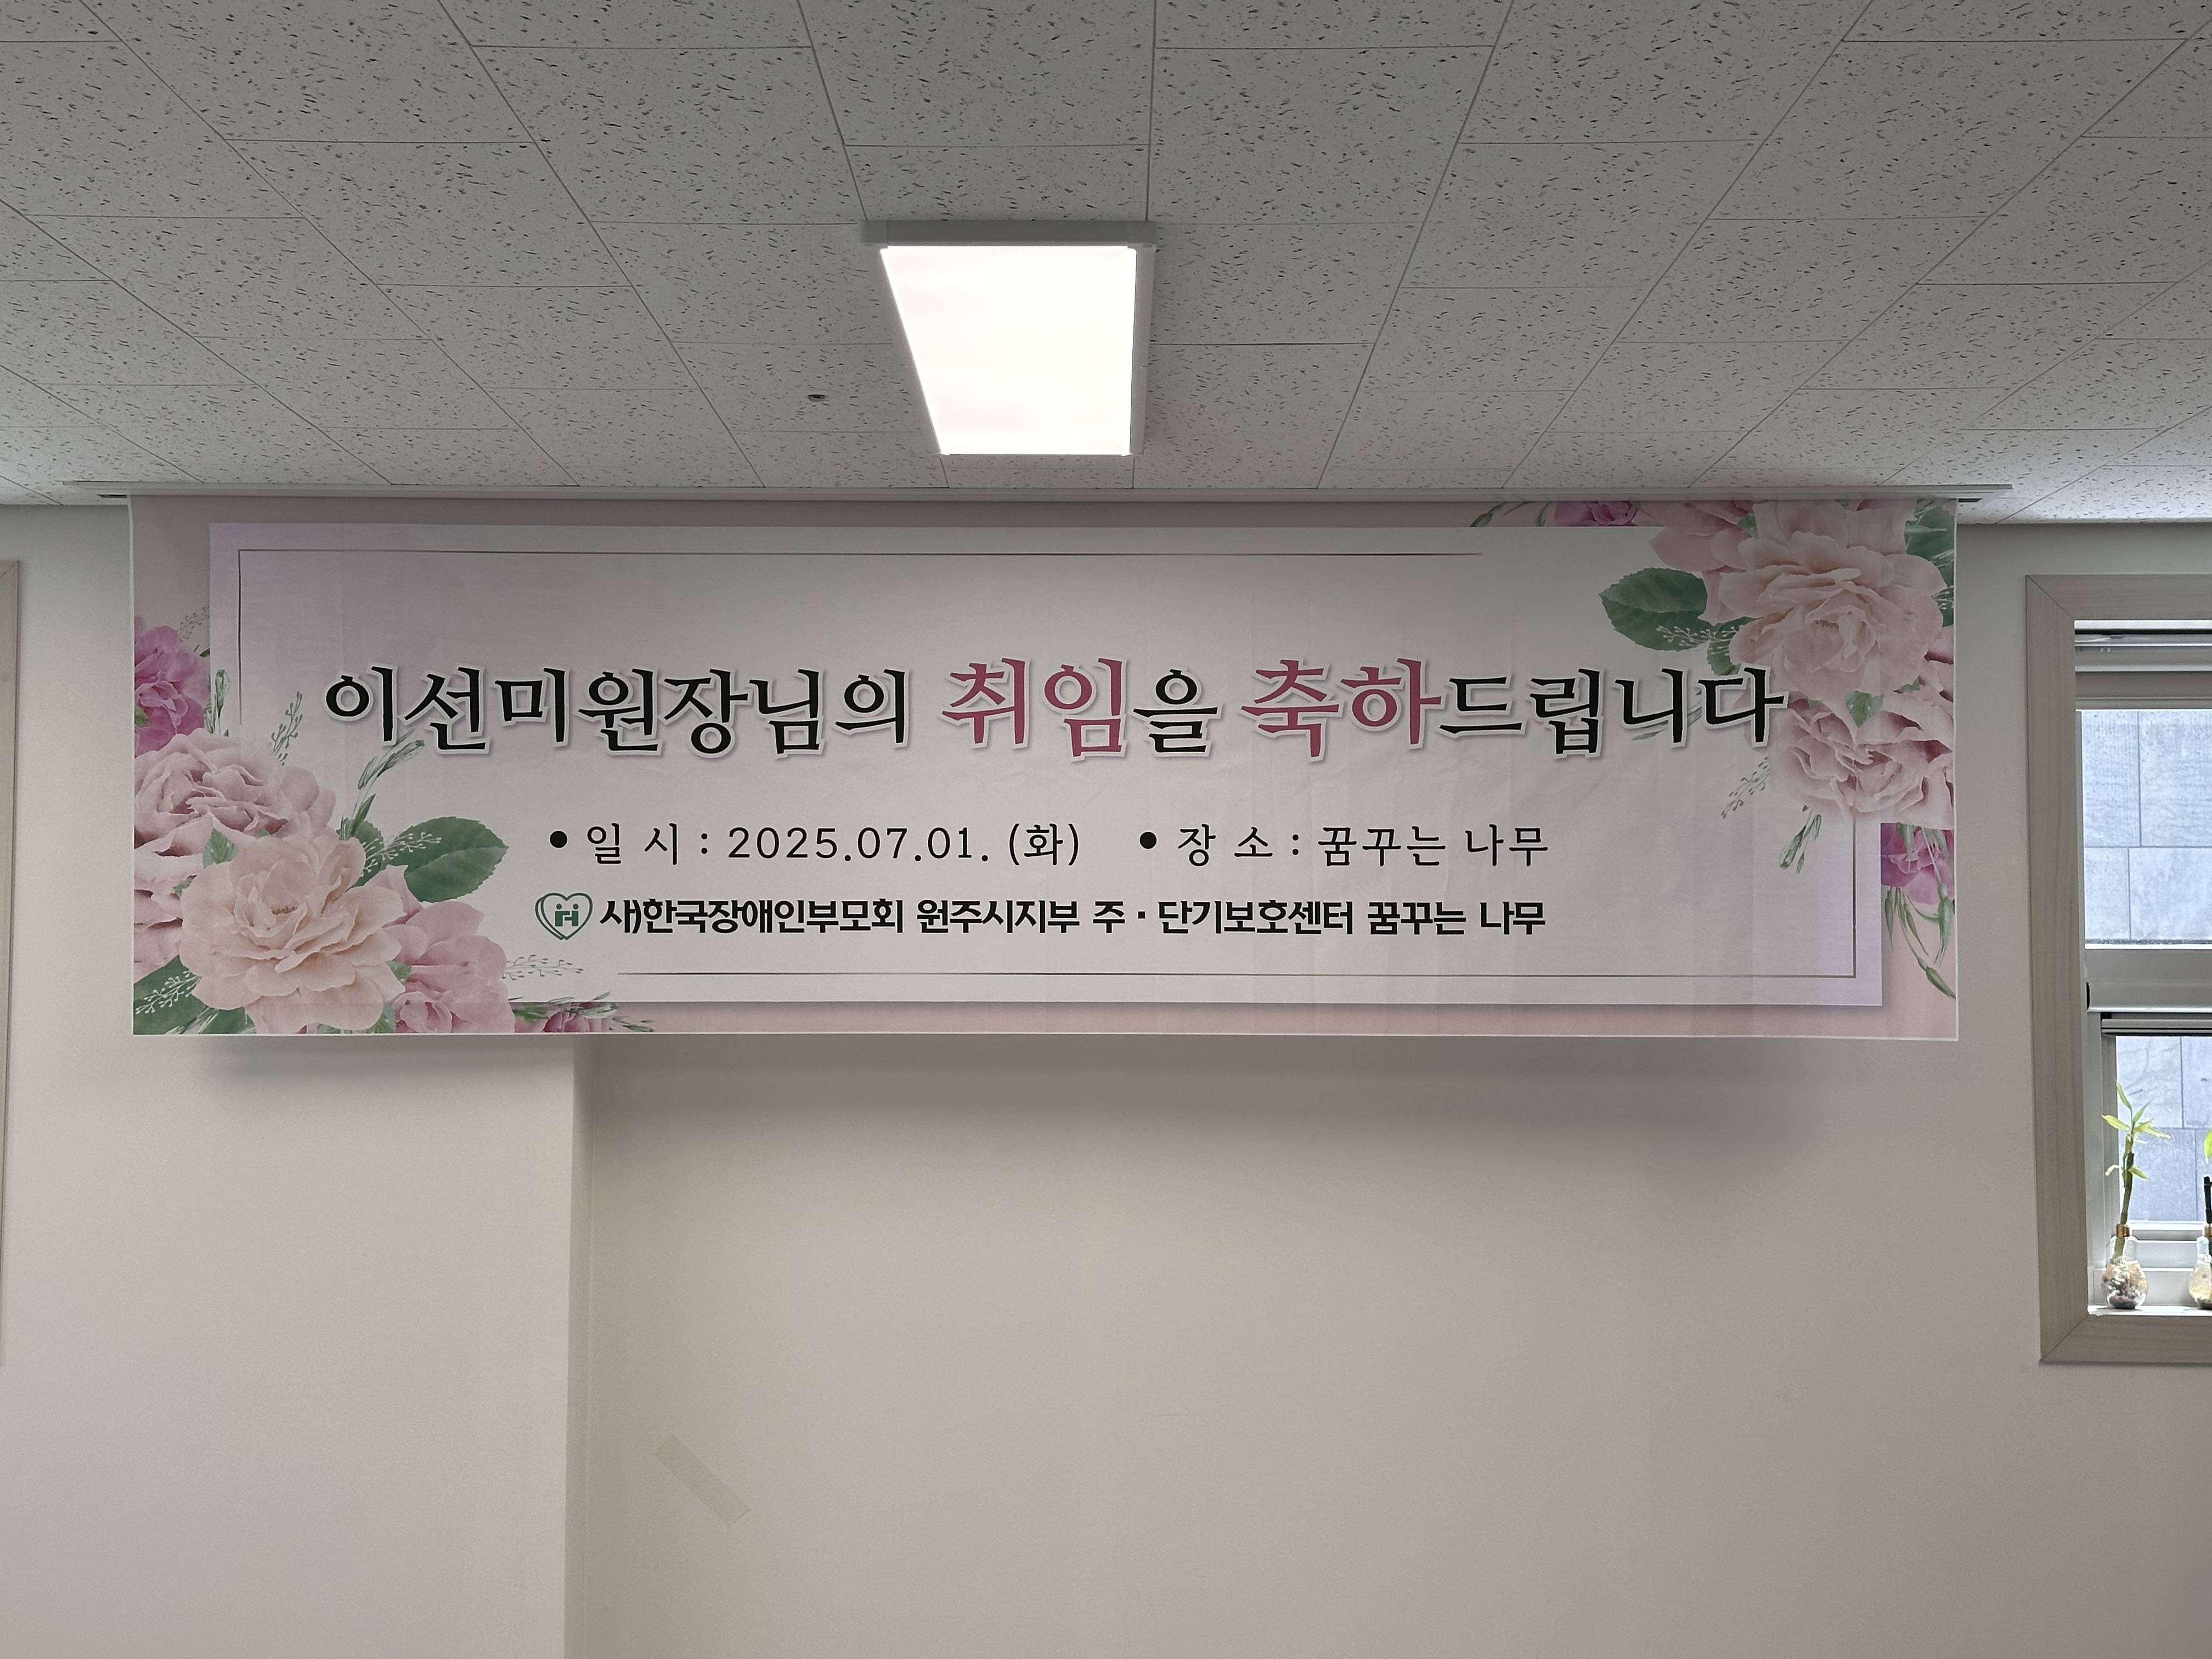 이선미원장님의 취임을 축하드립니다
• 일 시 : 2025.07.01. (화) • 장 소 : 꿈꾸는 나무
사)한국장애인부모회 원주시지부 주·단기보호센터 꿈꾸는 나무